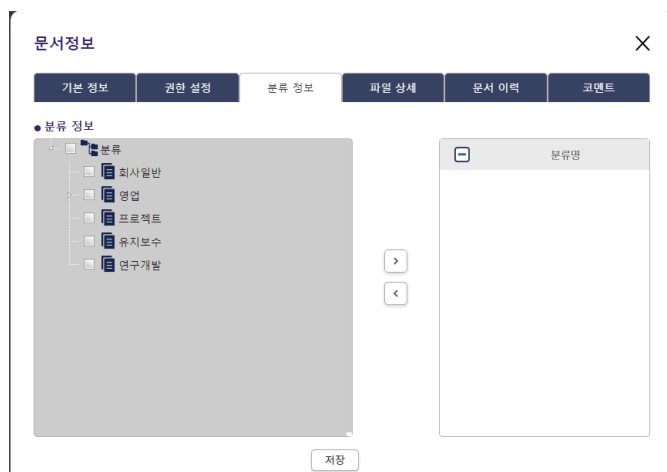 문서정보
기본 정보 권한 설정 분류 정보 파일 상세 문서 이력 코멘트
분류 정보
분류
회사일반
영업
프로젝트
유지보수
연구개발
분류명
저장